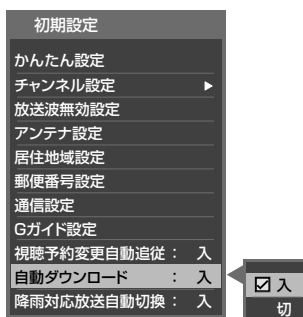 初期設定
かんたん設定
チャンネル設定 ▶
放送波無効設定
アンテナ設定
居住地域設定
郵便番号設定
通信設定
Gガイド設定
視聴予約変更自動追従： 入
自動ダウンロード ： 入
降雨対応放送自動切換： 入
☑ 入
切